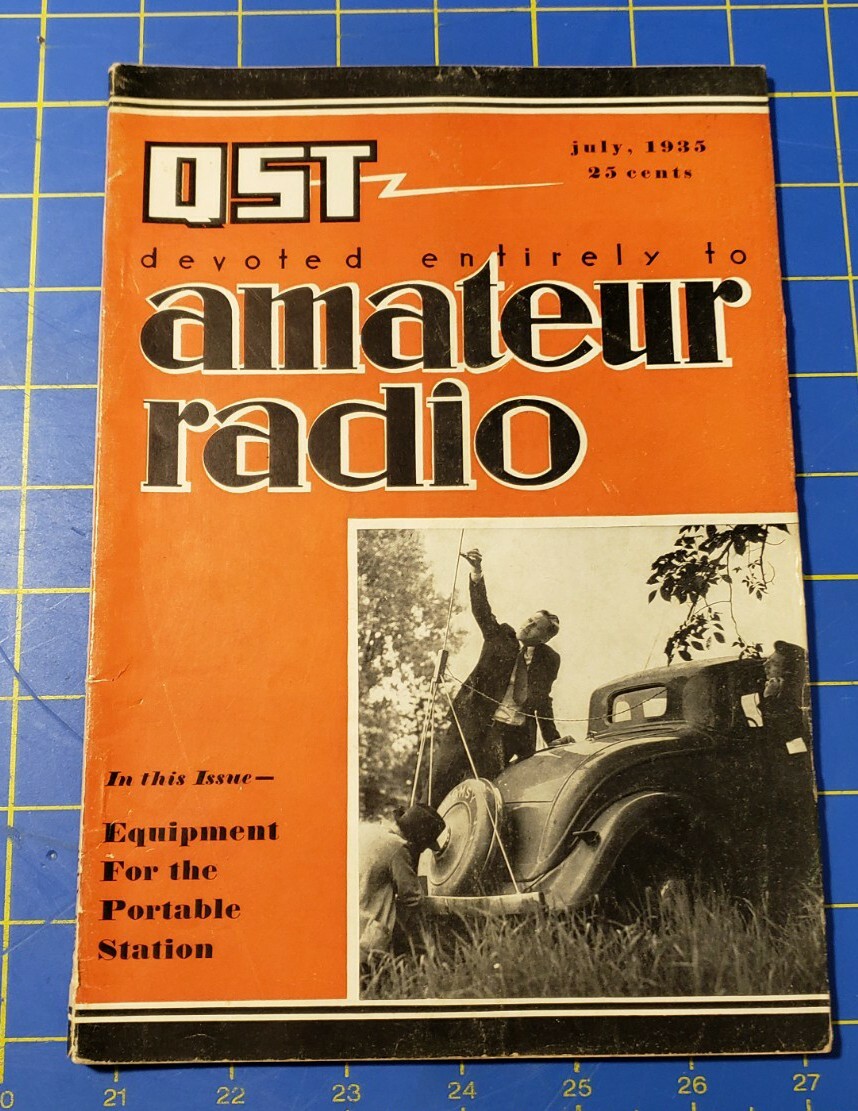 QST
july, 1935
25 cents
devoted entirely to
amateur
radio
In this Issue—
Equipment
For the
Portable
Station
21 22 23 24 25 26 27